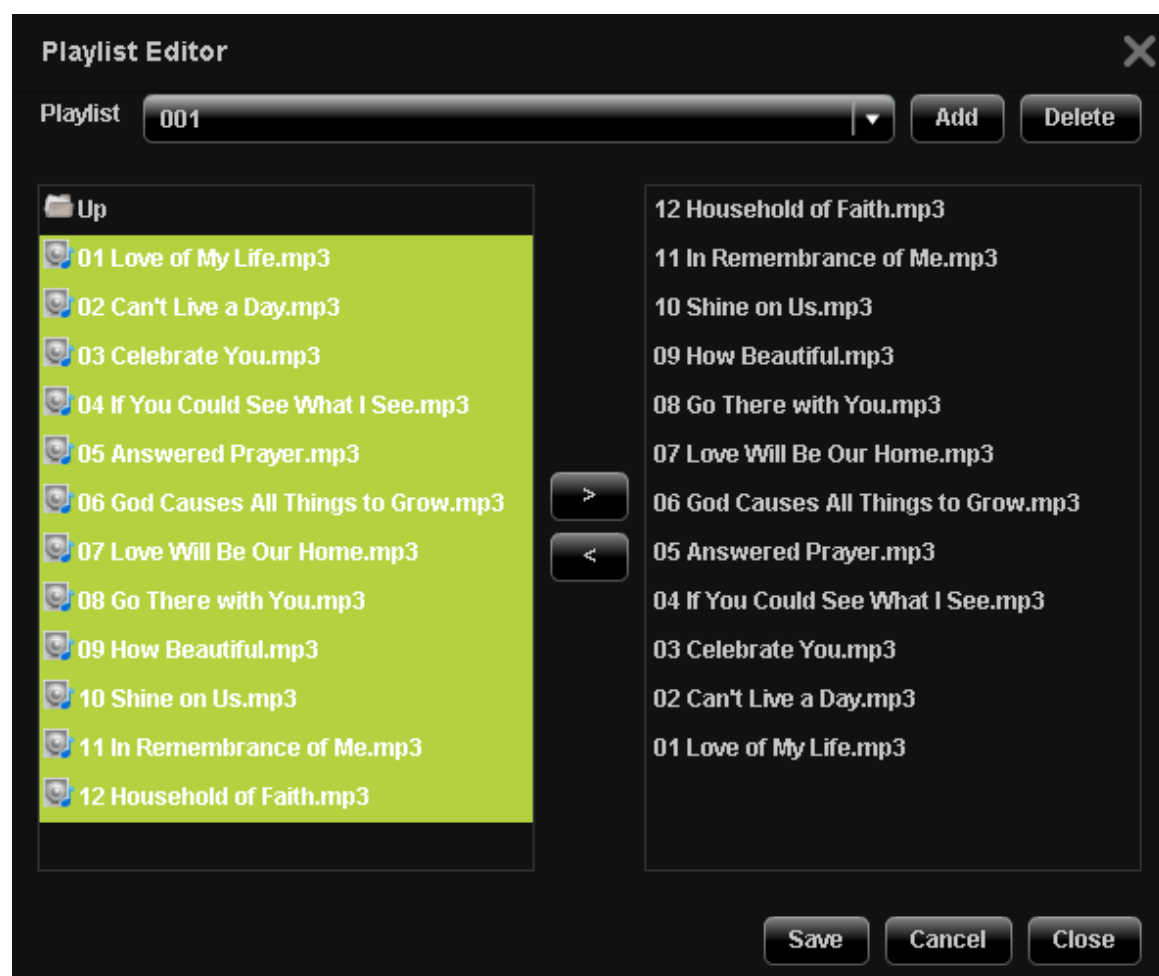 Playlist Editor
Playlist
001
Add
Delete
Up
01 Love of My Life.mp3
02 Can't Live a Day.mp3
03 Celebrate You.mp3
04 If You Could See What I See.mp3
05 Answered Prayer.mp3
06 God Causes All Things to Grow.mp3
07 Love Will Be Our Home.mp3
08 Go There with You.mp3
09 How Beautiful.mp3
10 Shine on Us.mp3
11 In Remembrance of Me.mp3
12 Household of Faith.mp3
>
<
12 Household of Faith.mp3
11 In Remembrance of Me.mp3
10 Shine on Us.mp3
09 How Beautiful.mp3
08 Go There with You.mp3
07 Love Will Be Our Home.mp3
06 God Causes All Things to Grow.mp3
05 Answered Prayer.mp3
04 If You Could See What I See.mp3
03 Celebrate You.mp3
02 Can't Live a Day.mp3
01 Love of My Life.mp3
Save
Cancel
Close